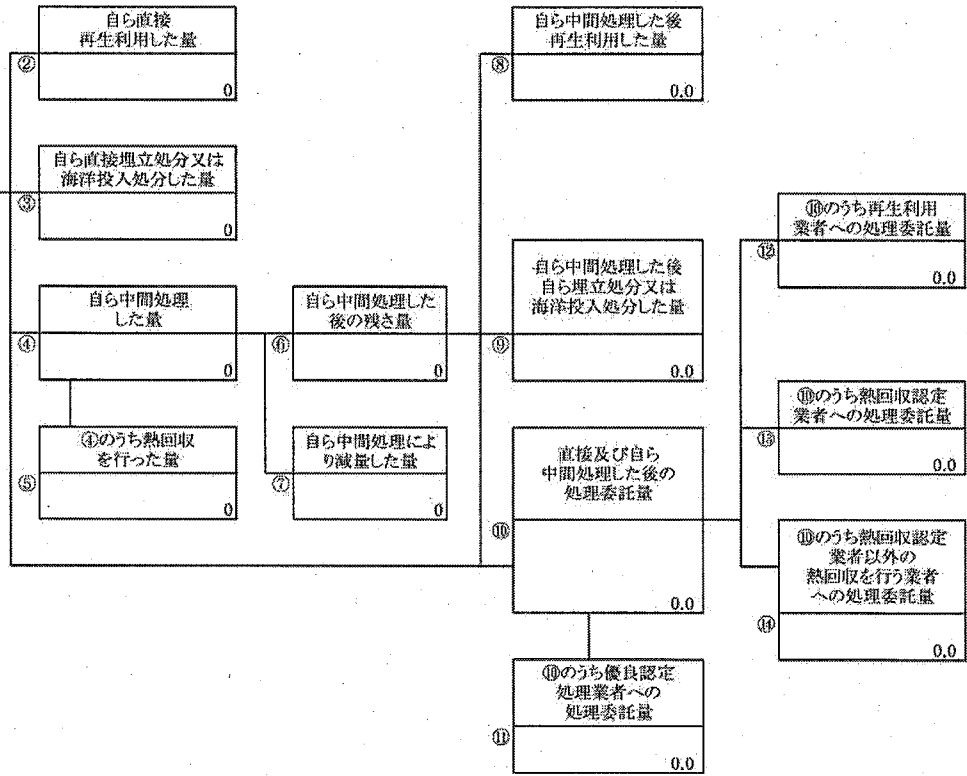 自ら直接
再生利用した量
②
0
自ら直接埋立処分又は
海洋投入処分した量
③
0
自ら中間処理
した量
④
0
④のうち熱回収
を行った量
⑤
0
自ら中間処理した
後の残さ量
⑥
0
自ら中間処理によ
り減量した量
⑦
0
自ら中間処理した後
再生利用した量
⑧
0.0
自ら中間処理した後
自ら埋立処分又は
海洋投入処分した量
⑨
0.0
直接及び自ら
中間処理した後の
処理委託量
⑩
0.0
⑩のうち優良認定
処理業者への
処理委託量
⑪
0.0
⑩のうち再生利用
業者への処理委託量
⑫
0.0
⑩のうち熱回収認定
業者への処理委託量
⑬
0.0
⑩のうち熱回収認定
業者以外の
熱回収を行う業者
への処理委託量
⑭
0.0